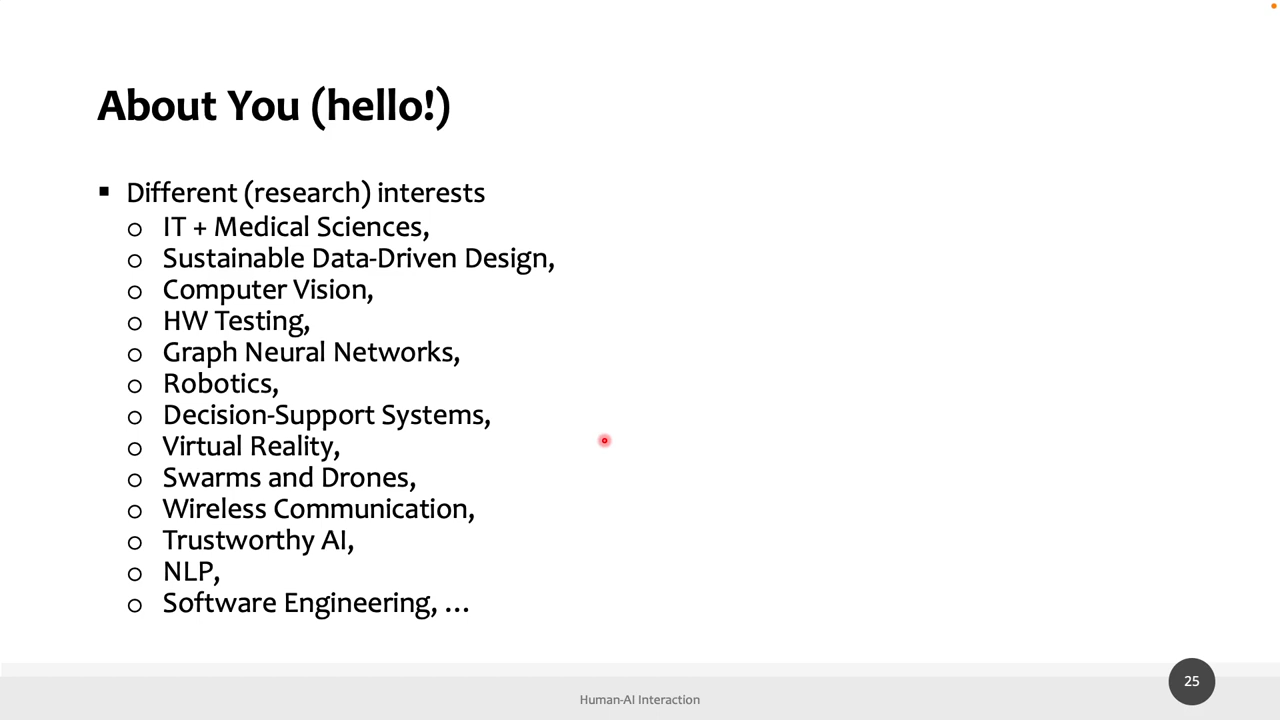 About You (hello!)
▪ Different (research) interests
o IT + Medical Sciences,
o Sustainable Data-Driven Design,
o Computer Vision,
o HW Testing,
o Graph Neural Networks,
o Robotics,
o Decision-Support Systems,
o Virtual Reality,
o Swarms and Drones,
o Wireless Communication,
o Trustworthy AI,
o NLP,
o Software Engineering, …
Human-AI Interaction
25